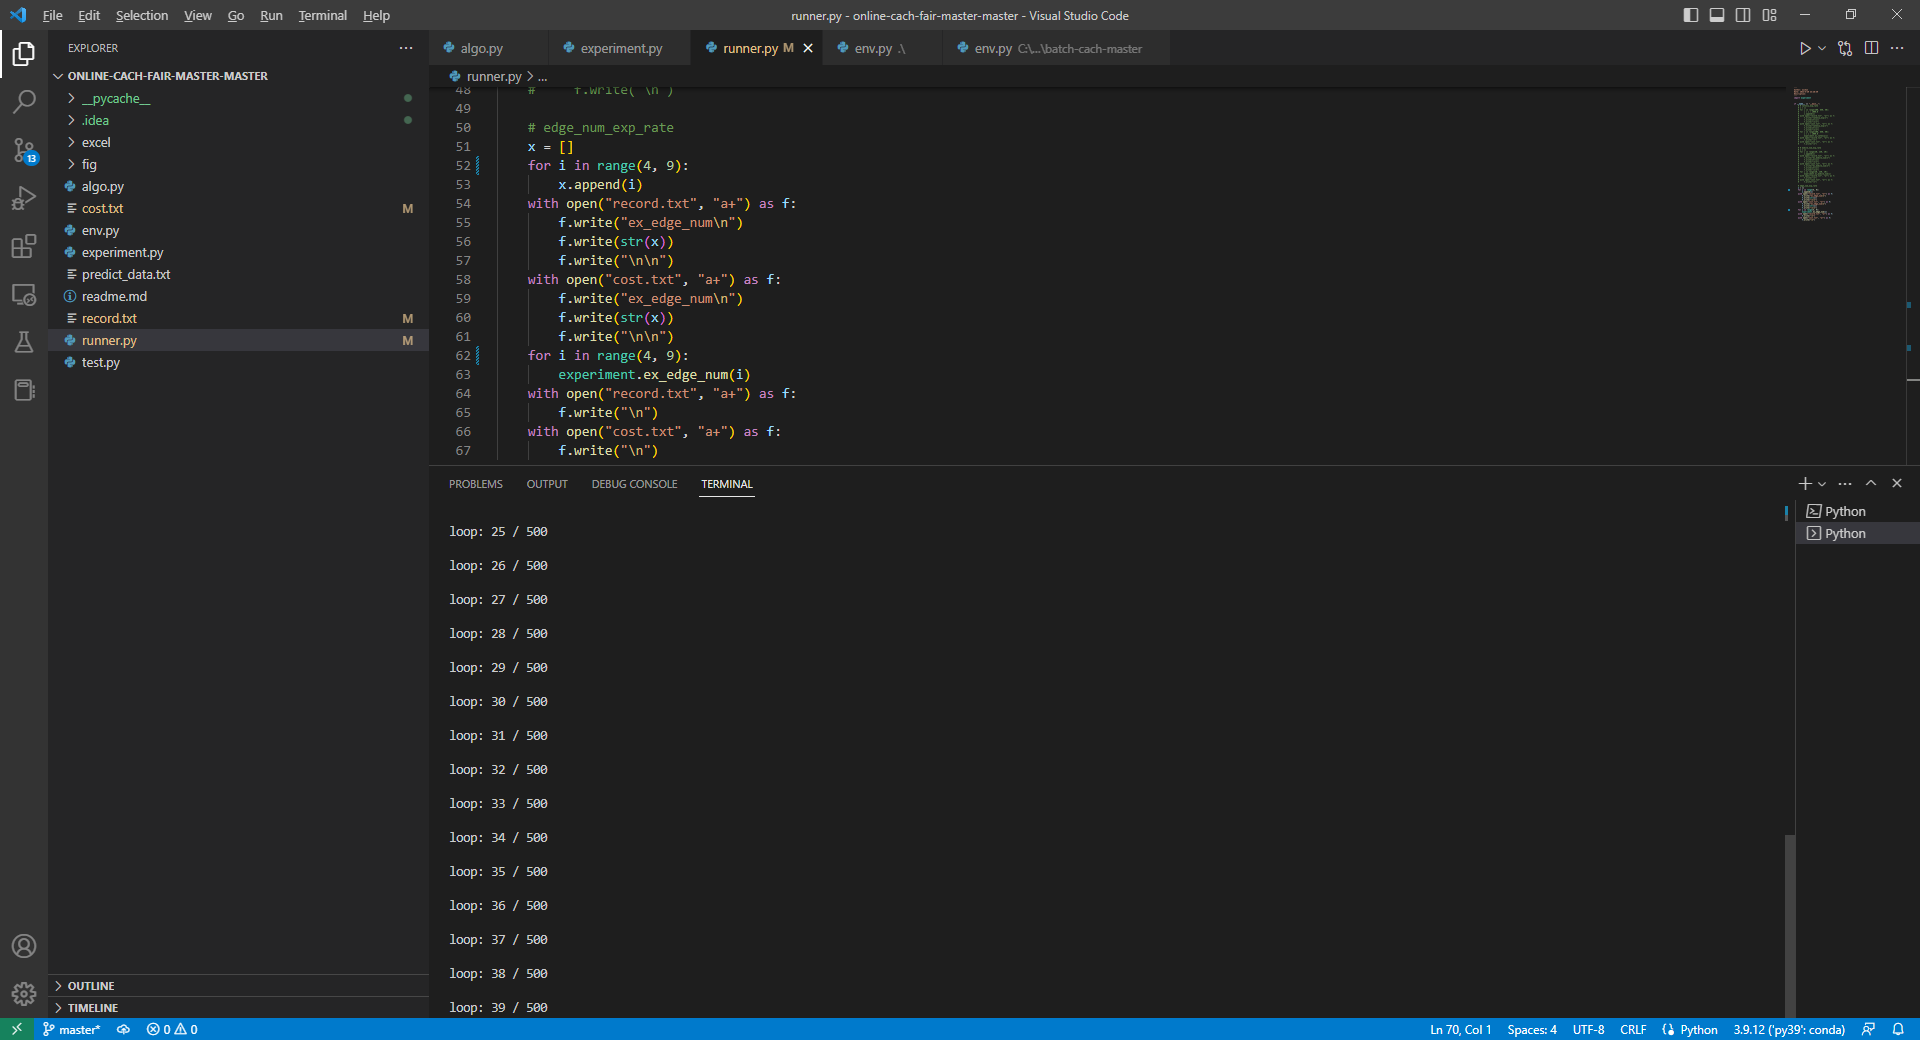 File Edit Selection View Go Run Terminal Help
runner.py - online-cach-fair-master-master - Visual Studio Code
EXPLORER
ONLINE-CACH-FAIR-MASTER-MASTER
__pycache__
.idea
excel
fig
algo.py
cost.txt M
env.py
experiment.py
predict_data.txt
readme.md
record.txt M
runner.py M
test.py
OUTLINE
TIMELINE
13
algo.py experiment.py runner.py M env.py .\ env.py C:\...\batch-cach-master
runner.py > ...
48 # f.write("\n")
49
50 # edge_num_exp_rate
51 x = []
52 for i in range(4, 9):
53 x.append(i)
54 with open("record.txt", "a+") as f:
55 f.write("ex_edge_num\n")
56 f.write(str(x))
57 f.write("\n\n")
58 with open("cost.txt", "a+") as f:
59 f.write("ex_edge_num\n")
60 f.write(str(x))
61 f.write("\n\n")
62 for i in range(4, 9):
63 experiment.ex_edge_num(i)
64 with open("record.txt", "a+") as f:
65 f.write("\n")
66 with open("cost.txt", "a+") as f:
67 f.write("\n")
PROBLEMS OUTPUT DEBUG CONSOLE TERMINAL
loop: 25 / 500
loop: 26 / 500
loop: 27 / 500
loop: 28 / 500
loop: 29 / 500
loop: 30 / 500
loop: 31 / 500
loop: 32 / 500
loop: 33 / 500
loop: 34 / 500
loop: 35 / 500
loop: 36 / 500
loop: 37 / 500
loop: 38 / 500
loop: 39 / 500
Python
Python
master* 0 0 Ln 70, Col 1 Spaces: 4 UTF-8 CRLF Python 3.9.12 ('py39': conda)